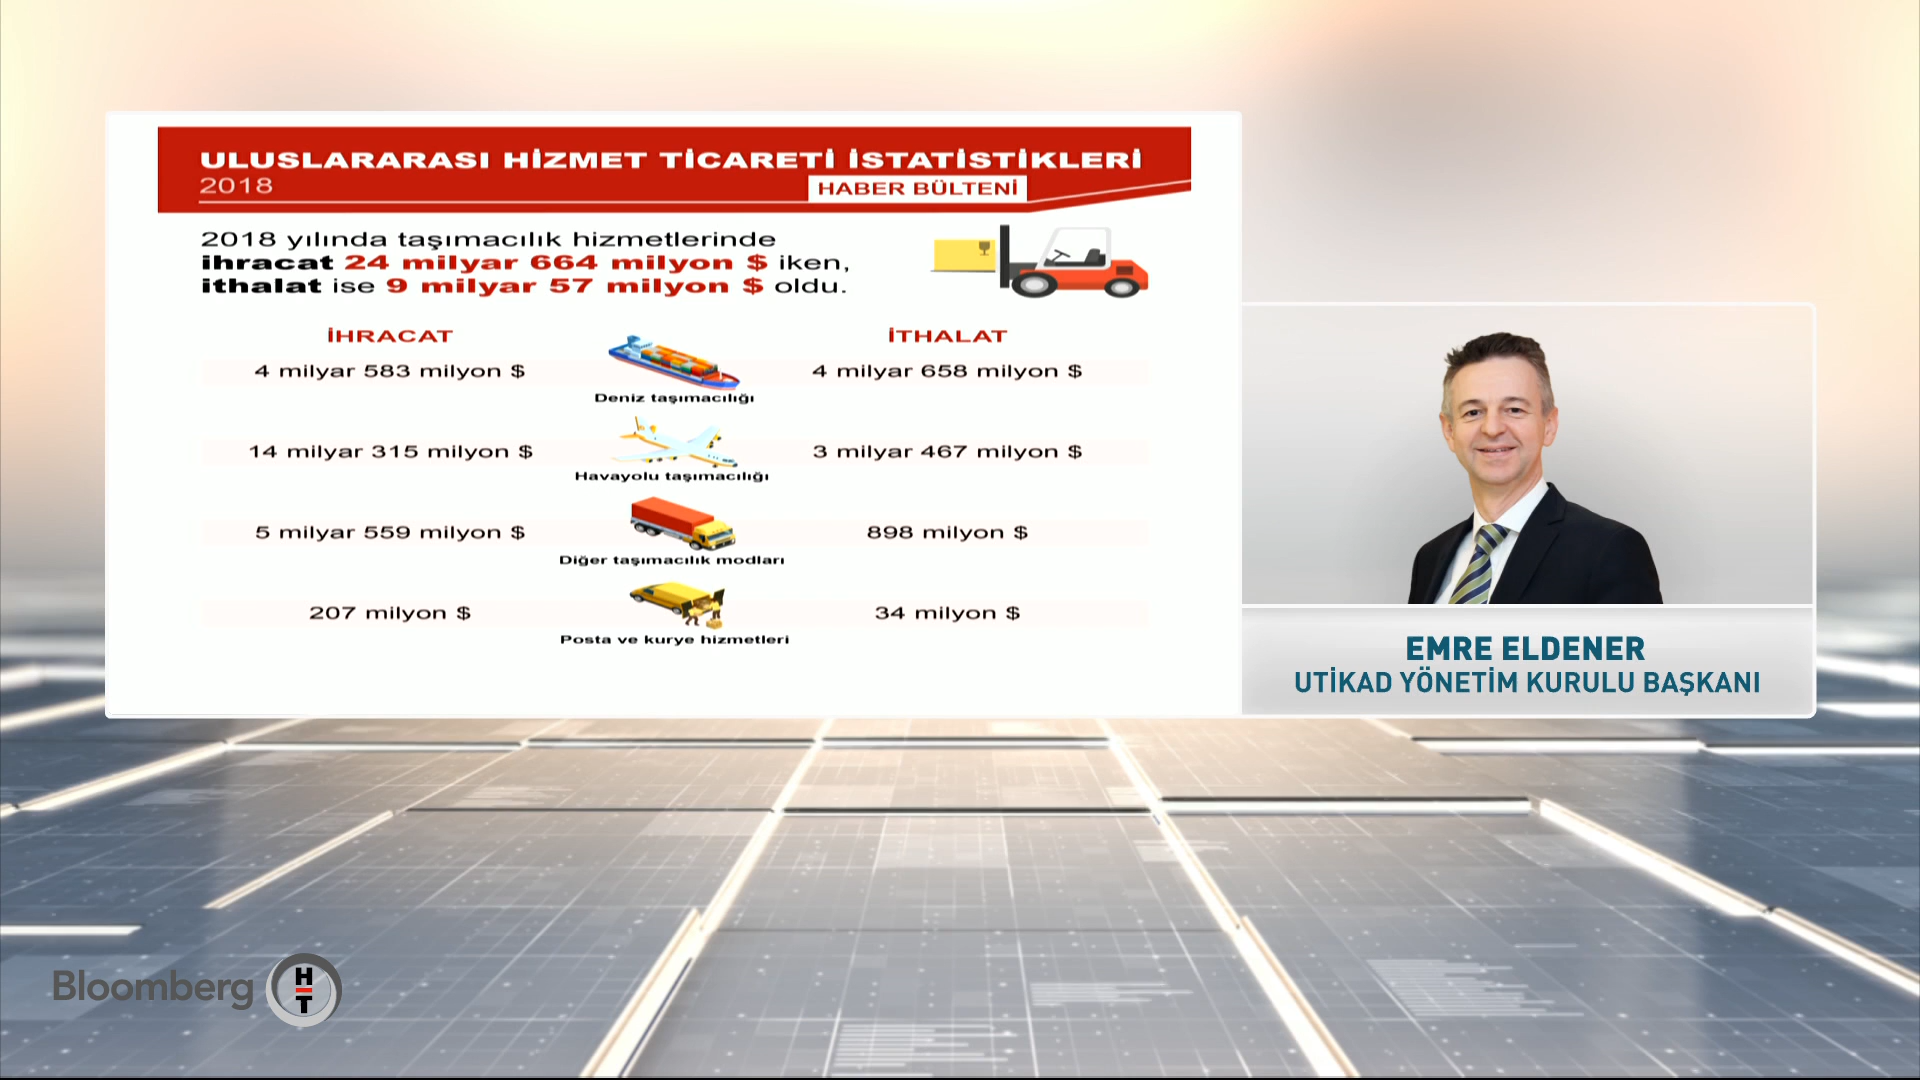 ULUSLARARASI HİZMET TİCARETİ İSTATİSTİKLERİ
2018
HABER BÜLTENİ
2018 yılında taşımacılık hizmetlerinde
ihracat 24 milyar 664 milyon $ iken,
ithalat ise 9 milyar 57 milyon $ oldu.
İHRACAT
İTHALAT
4 milyar 583 milyon $
4 milyar 658 milyon $
Deniz taşımacılığı
14 milyar 315 milyon $
3 milyar 467 milyon $
Havayolu taşımacılığı
5 milyar 559 milyon $
898 milyon $
Diğer taşımacılık modları
207 milyon $
34 milyon $
Posta ve kurye hizmetleri
EMRE ELDENER
UTİKAD YÖNETİM KURULU BAŞKANI
Bloomberg HT